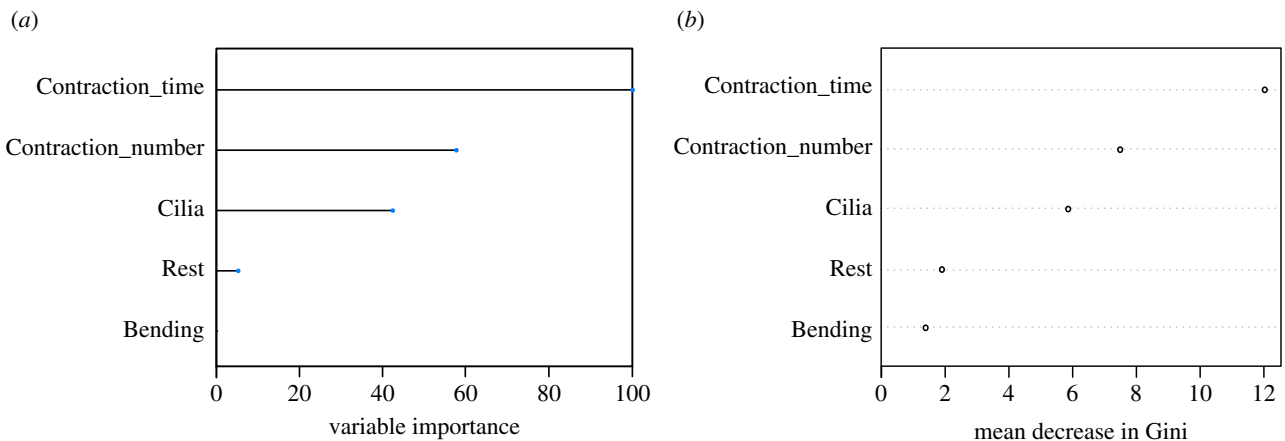 (a)
Contraction_time
Contraction_number
Cilia
Rest
Bending
0 20 40 60 80 100
variable importance
(b)
Contraction_time
Contraction_number
Cilia
Rest
Bending
0 2 4 6 8 10 12
mean decrease in Gini